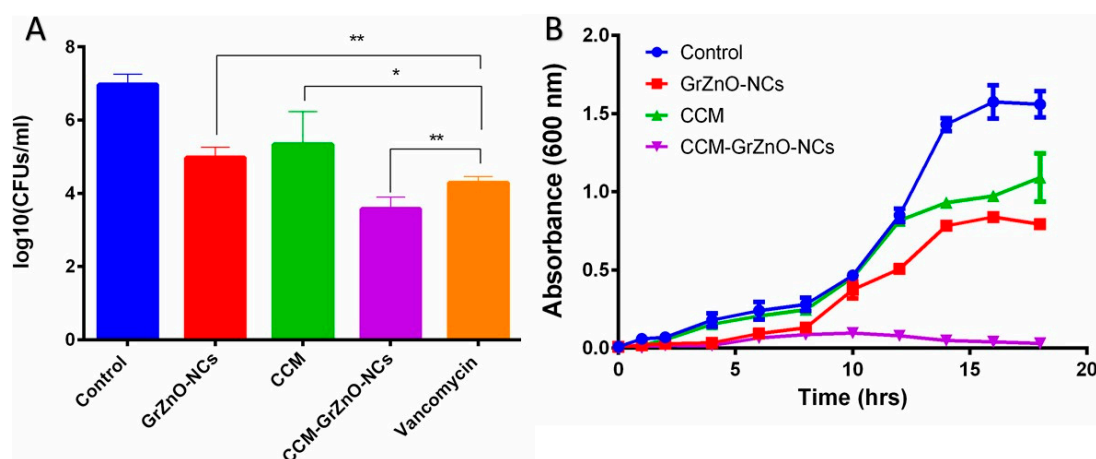 A
log10(CFUs/ml)
8
6
4
2
0
**
*
**
Control
GrZnO-NCs
CCM
CCM-GrZnO-NCs
Vancomycin
B
Absorbance (600 nm)
2.0
1.5
1.0
0.5
0.0
Control
GrZnO-NCs
CCM
CCM-GrZnO-NCs
0
5
10
15
20
Time (hrs)